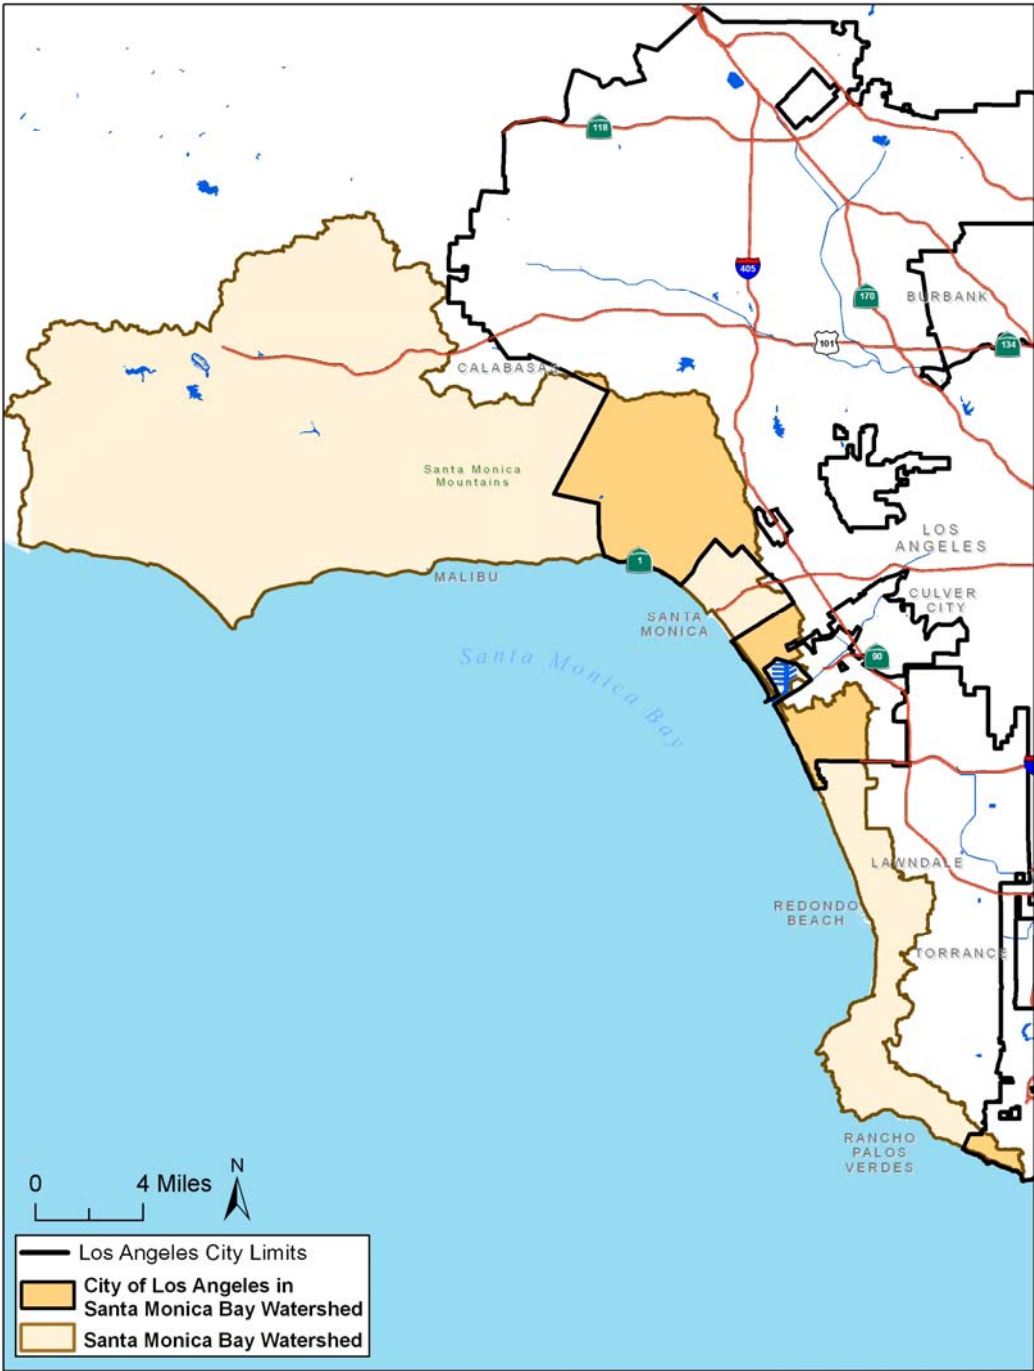 118
405
170
BURBANK
101
134
CALABASAS
Santa Monica
Mountains
LOS
ANGELES
1
MALIBU
CULVER
CITY
SANTA
MONICA
90
Santa Monica Bay
LAWNDALE
REDONDO
BEACH
TORRANCE
RANCHO
PALOS
VERDES
N
0 4 Miles
Los Angeles City Limits
City of Los Angeles in
Santa Monica Bay Watershed
Santa Monica Bay Watershed